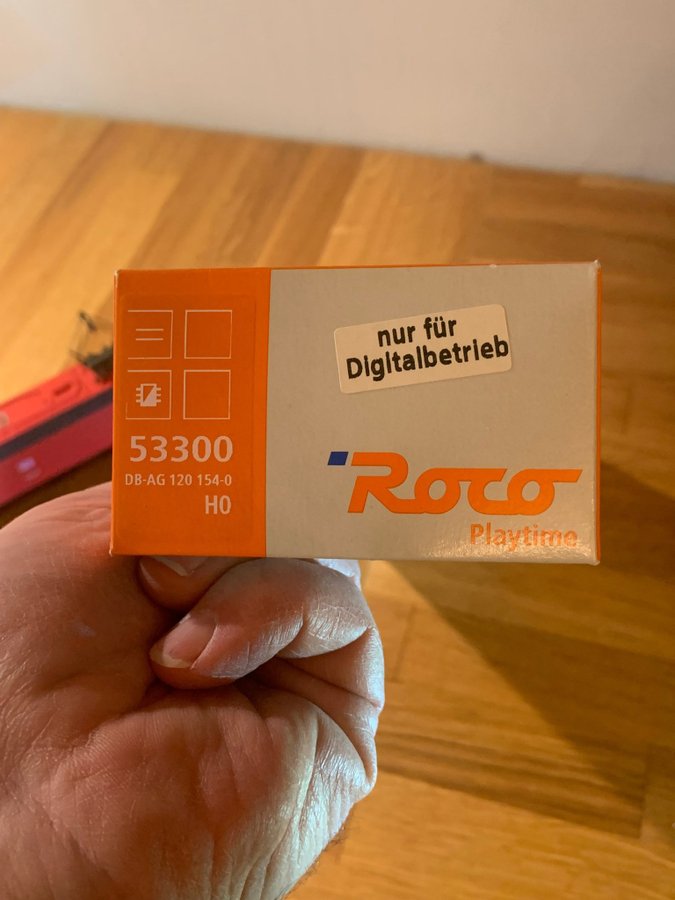 nur für
Digitalbetrieb
53300
DB-AG 120 154-0
H0
Roco
Playtime